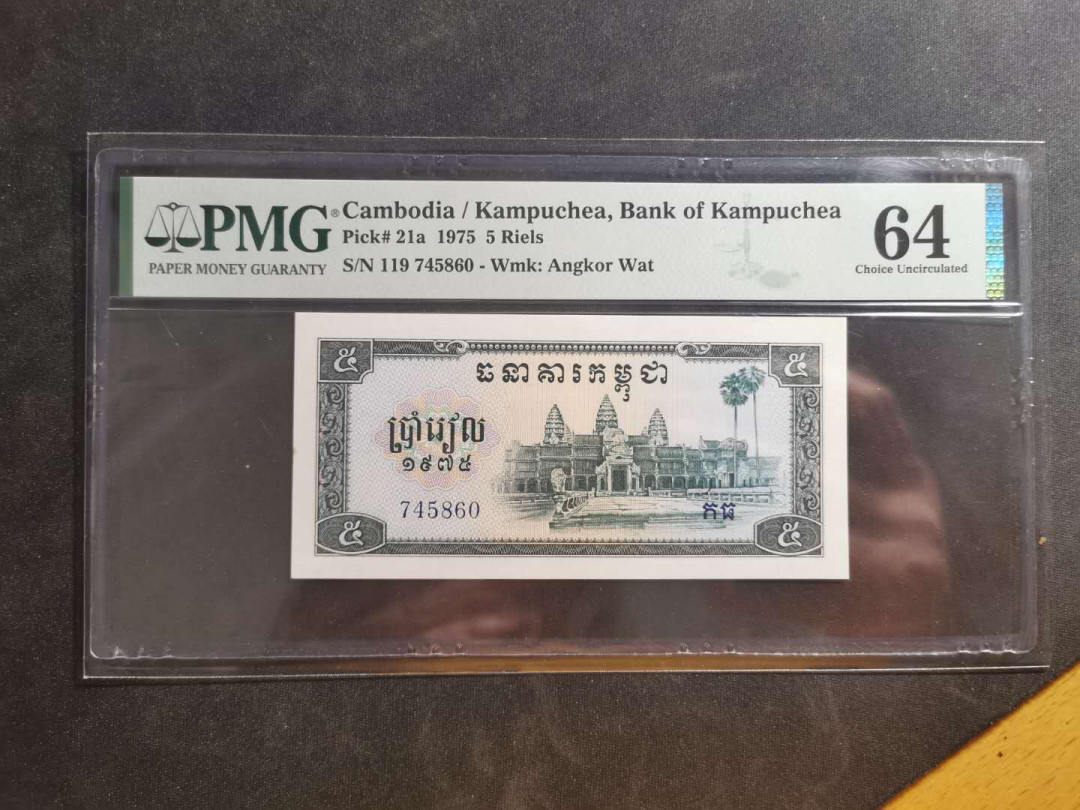 PMG®
PAPER MONEY GUARANTY
Cambodia / Kampuchea, Bank of Kampuchea
Pick# 21a 1975 5 Riels
S/N 119 745860 - Wmk: Angkor Wat
64
Choice Uncirculated
៥
៥
ធនាគារកម្ពុជា
ប្រាំរៀល
១៩៧៥
745860
កធ
៥
៥